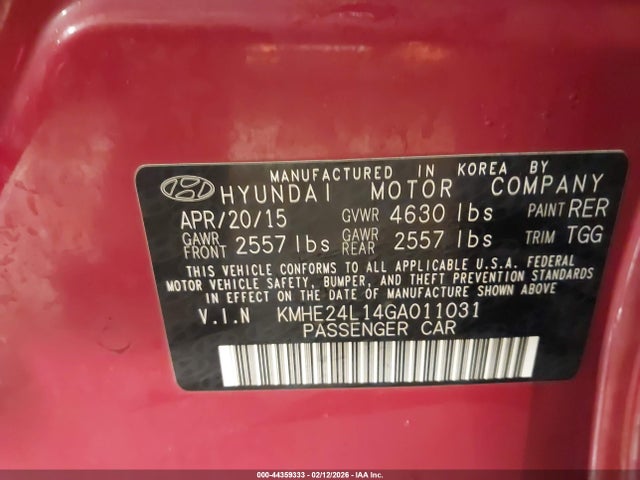 MANUFACTURED IN KOREA BY
HYUNDAI MOTOR COMPANY
APR/20/15 GVWR 4630 lbs PAINT RER
GAWR FRONT 2557 lbs GAWR REAR 2557 lbs TRIM TGG
THIS VEHICLE CONFORMS TO ALL APPLICABLE U.S.A. FEDERAL
MOTOR VEHICLE SAFETY, BUMPER, AND THEFT PREVENTION STANDARDS
IN EFFECT ON THE DATE OF MANUFACTURE SHOWN ABOVE
V.I.N KMHE24L14GA011031
PASSENGER CAR
000-44359333 - 02/12/2026 - IAA Inc.